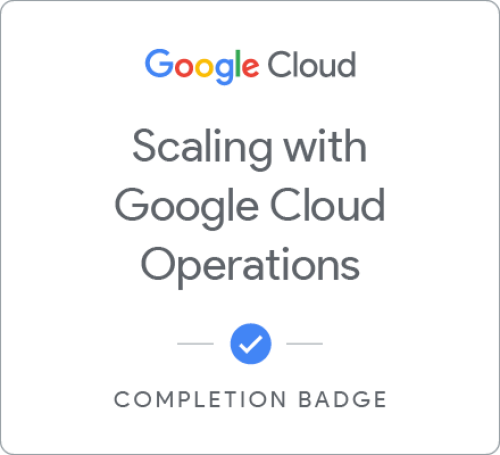 Google Cloud
Scaling with
Google Cloud
Operations
COMPLETION BADGE